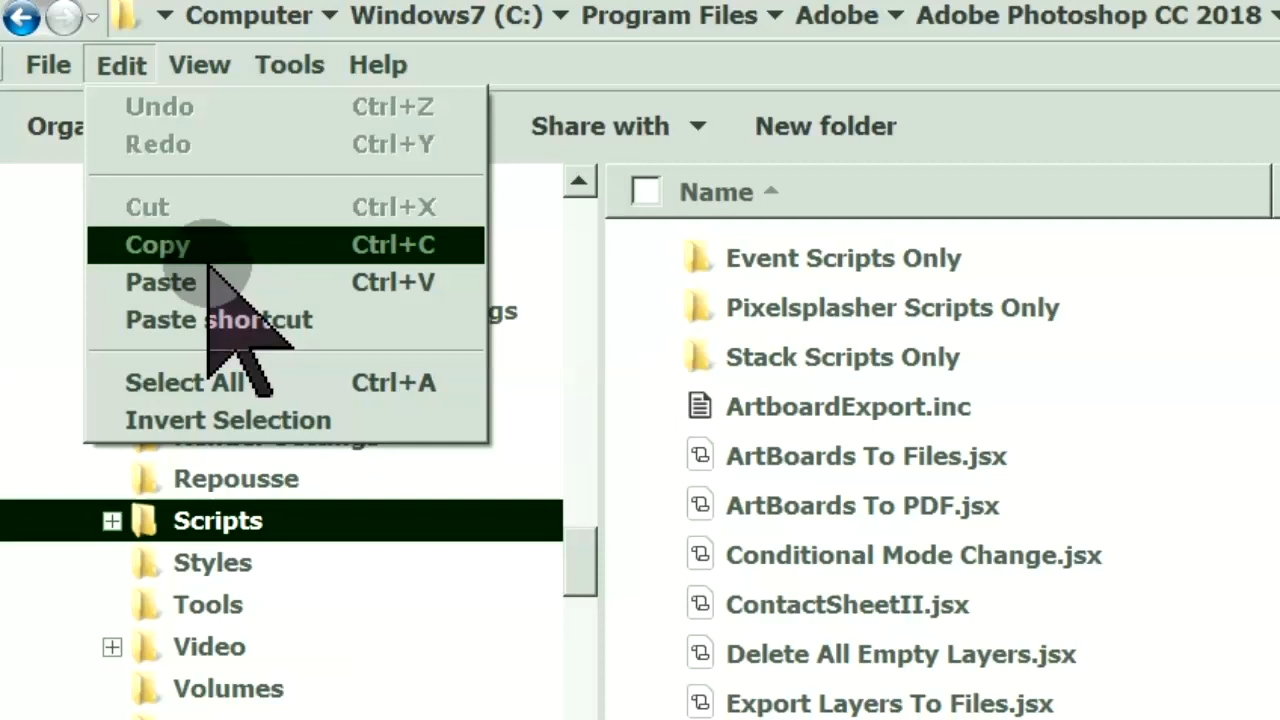 Computer Windows7 (C:) Program Files Adobe Adobe Photoshop CC 2018
File Edit View Tools Help
Orga Share with New folder
Undo Ctrl+Z
Redo Ctrl+Y
Cut Ctrl+X
Copy Ctrl+C
Paste Ctrl+V
Paste shortcut
Select All Ctrl+A
Invert Selection
gs
Repousse
Scripts
Styles
Tools
Video
Volumes
Name
Event Scripts Only
Pixelsplasher Scripts Only
Stack Scripts Only
ArtboardExport.inc
ArtBoards To Files.jsx
ArtBoards To PDF.jsx
Conditional Mode Change.jsx
ContactSheetII.jsx
Delete All Empty Layers.jsx
Export Layers To Files.jsx